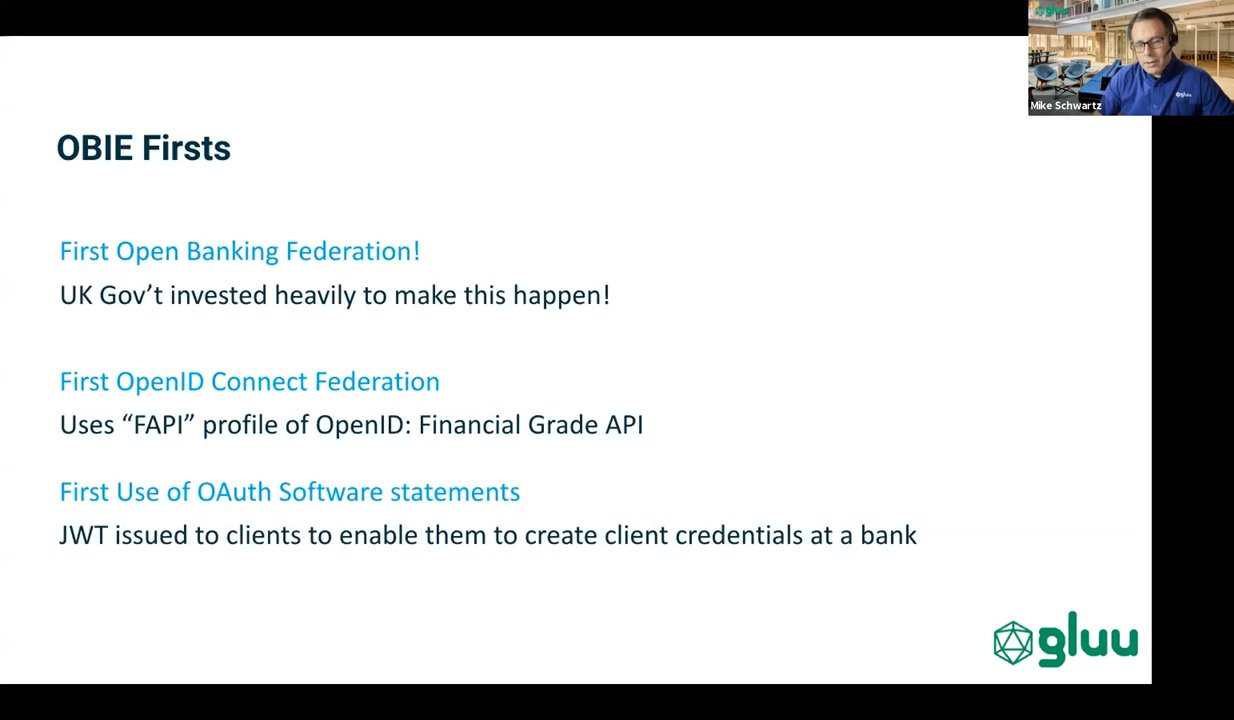 gluu
gluu
Mike Schwartz
OBIE Firsts
First Open Banking Federation!
UK Gov’t invested heavily to make this happen!
First OpenID Connect Federation
Uses “FAPI” profile of OpenID: Financial Grade API
First Use of OAuth Software statements
JWT issued to clients to enable them to create client credentials at a bank
gluu